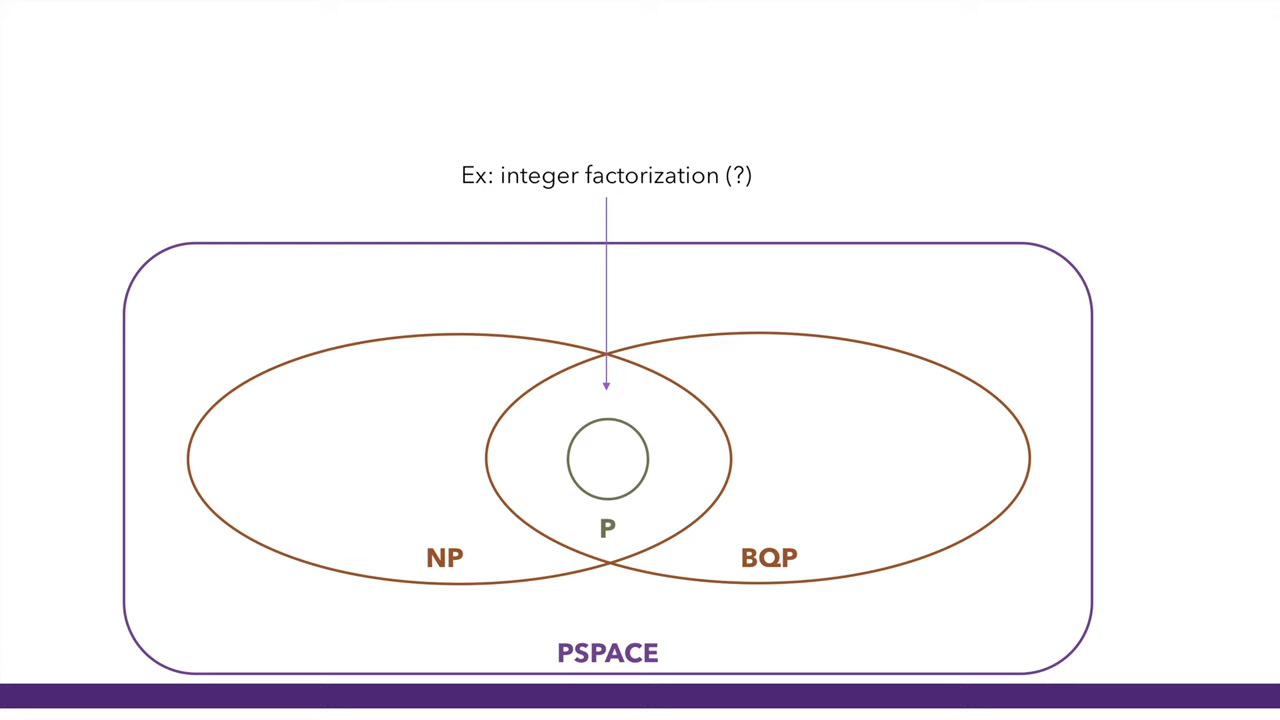 Ex: integer factorization (?)
P
NP
BQP
PSPACE